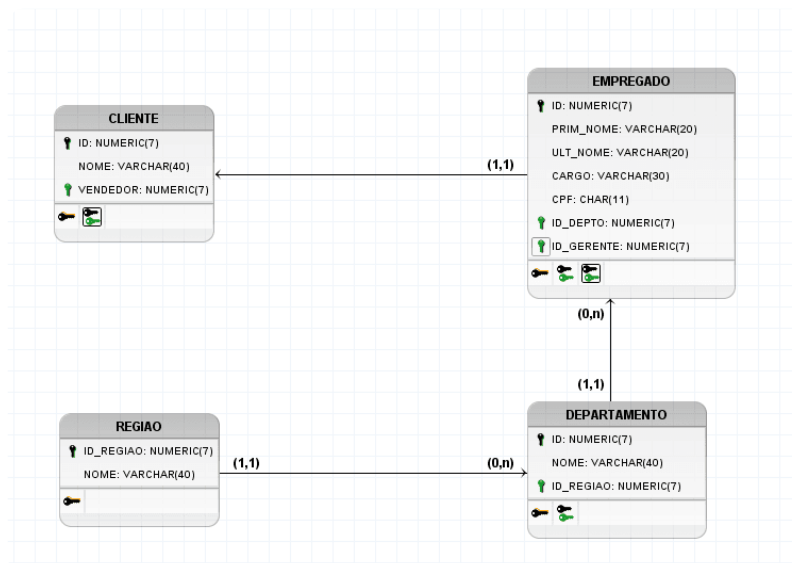 CLIENTE
ID: NUMERIC(7)
NOME: VARCHAR(40)
VENDEDOR: NUMERIC(7)
(1,1)
EMPREGADO
ID: NUMERIC(7)
PRIM_NOME: VARCHAR(20)
ULT_NOME: VARCHAR(20)
CARGO: VARCHAR(30)
CPF: CHAR(11)
ID_DEPTO: NUMERIC(7)
ID_GERENTE: NUMERIC(7)
(0,n)
(1,1)
REGIAO
ID_REGIAO: NUMERIC(7)
NOME: VARCHAR(40)
(1,1)
(0,n)
DEPARTAMENTO
ID: NUMERIC(7)
NOME: VARCHAR(40)
ID_REGIAO: NUMERIC(7)